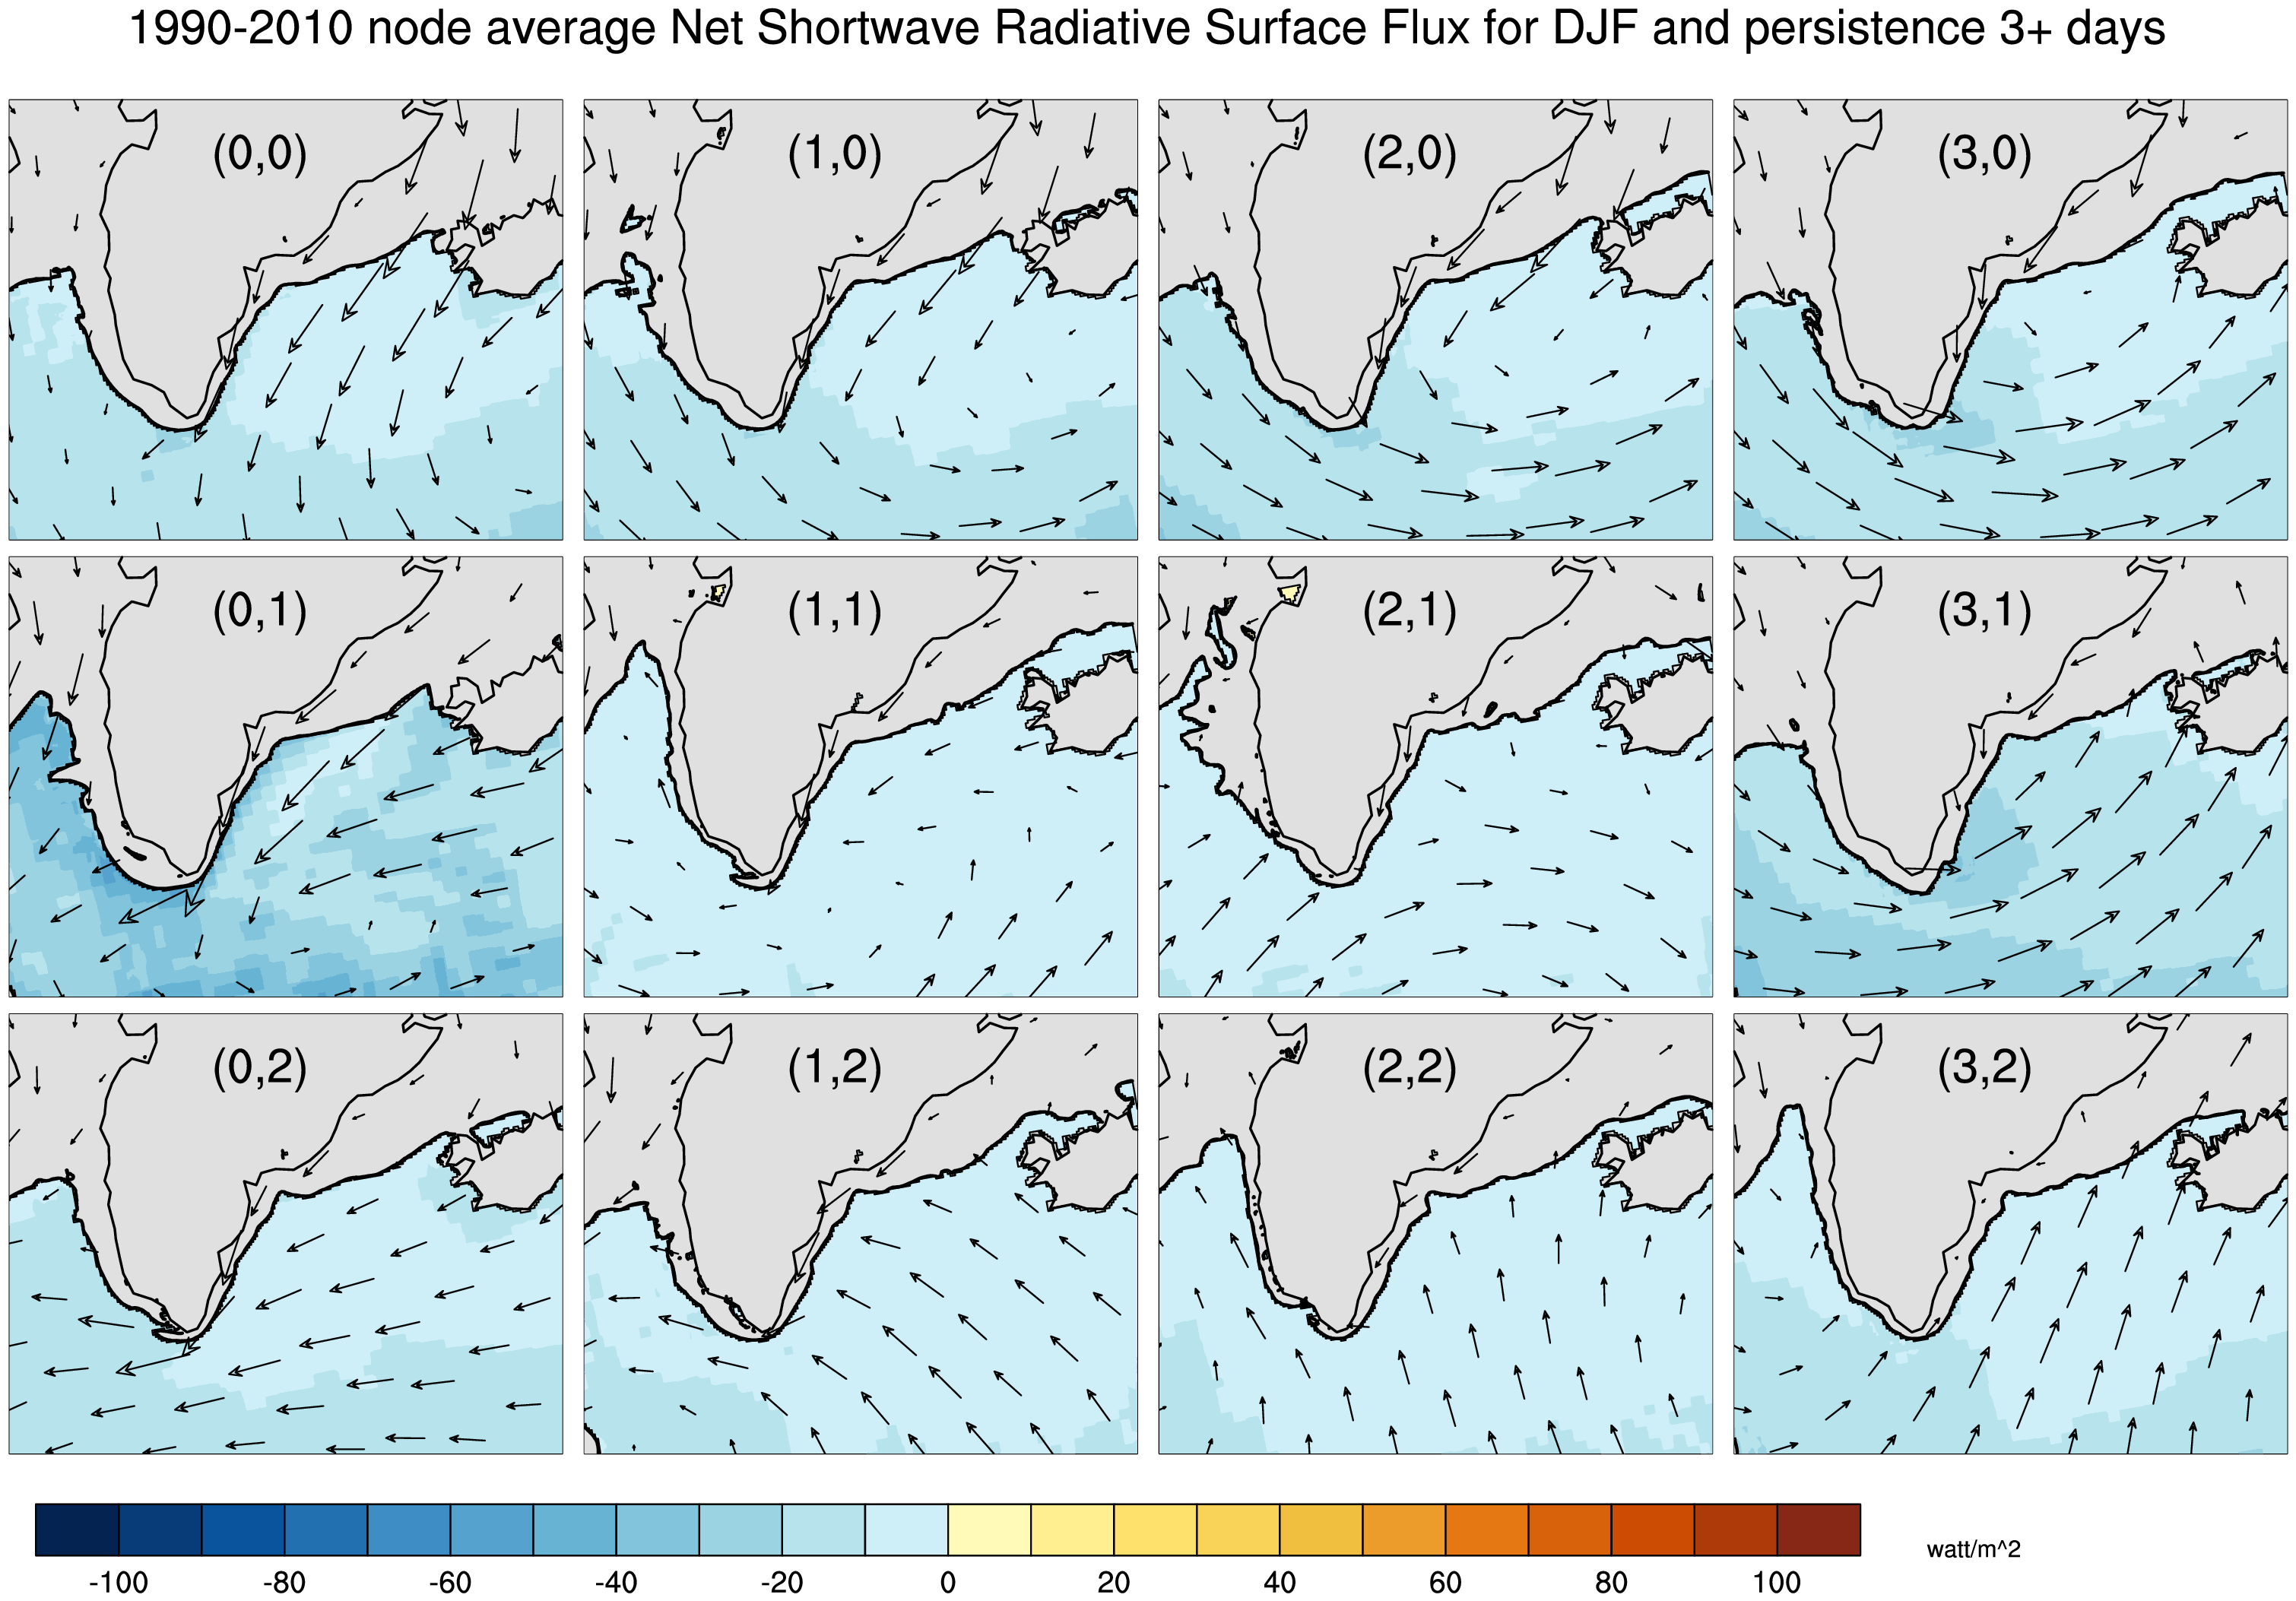 1990-2010 node average Net Shortwave Radiative Surface Flux for DJF and persistence 3+ days
(0,0) (1,0) (2,0) (3,0)
(0,1) (1,1) (2,1) (3,1)
(0,2) (1,2) (2,2) (3,2)
-100 -80 -60 -40 -20 0 20 40 60 80 100
watt/m^2